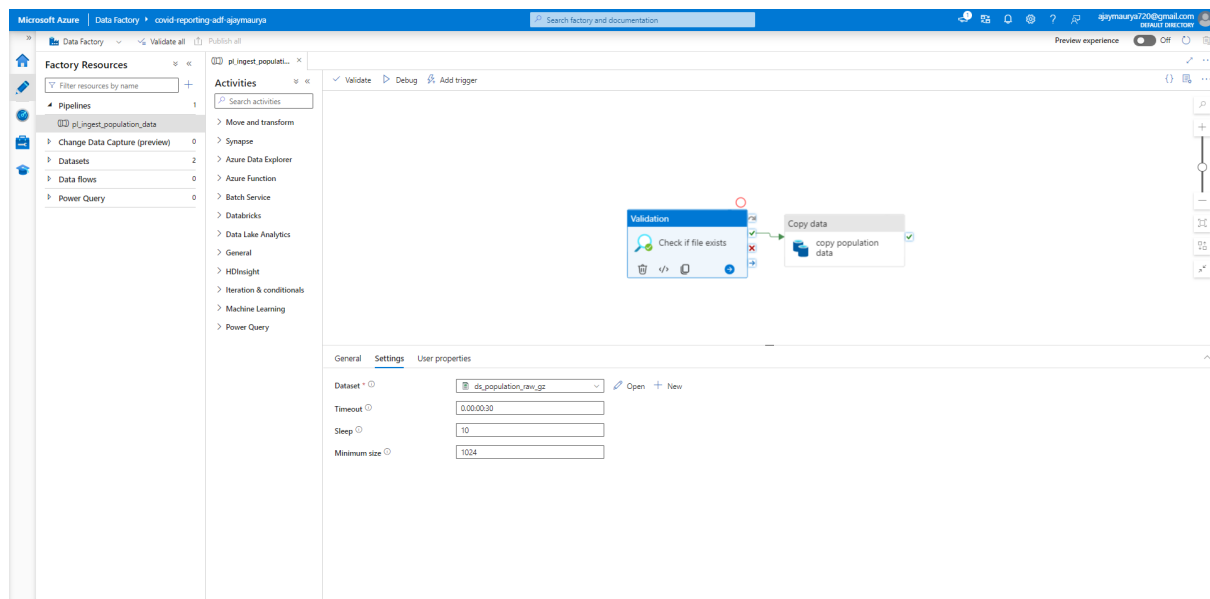 Microsoft Azure Data Factory covid-reporting-adf-ajaymaurya Search factory and documentation ajaymaurya720@gmail.com
DEFAULT DIRECTORY
Data Factory Validate all Publish all Preview experience Off
Factory Resources
Filter resources by name
Pipelines 1
pl_ingest_population_data
Change Data Capture (preview) 0
Datasets 2
Data flows 0
Power Query 0
pl_ingest_populati...
Activities
Search activities
Move and transform
Synapse
Azure Data Explorer
Azure Function
Batch Service
Databricks
Data Lake Analytics
General
HDInsight
Iteration & conditionals
Machine Learning
Power Query
Validate Debug Add trigger
Validation
Check if file exists
Copy data
copy population
data
General Settings User properties
Dataset * ds_population_raw_gz Open New
Timeout 0.00:00:30
Sleep 10
Minimum size 1024